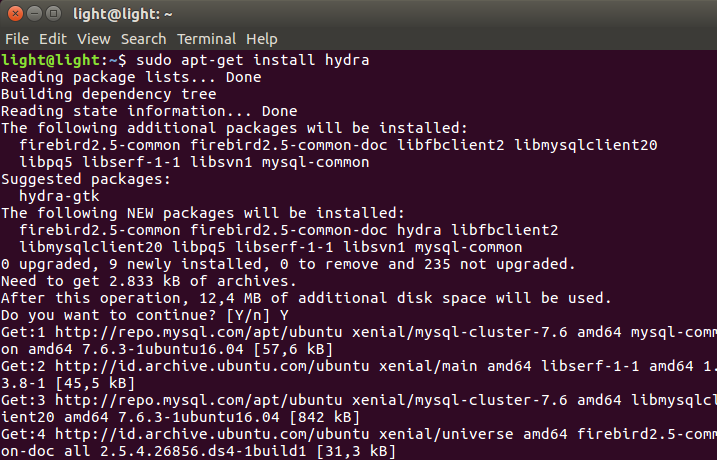 light@light: ~
File Edit View Search Terminal Help
light@light:~$ sudo apt-get install hydra
Reading package lists... Done
Building dependency tree
Reading state information... Done
The following additional packages will be installed:
  firebird2.5-common firebird2.5-common-doc libfbclient2 libmysqlclient20
  libpq5 libserf-1-1 libsvn1 mysql-common
Suggested packages:
  hydra-gtk
The following NEW packages will be installed:
  firebird2.5-common firebird2.5-common-doc hydra libfbclient2
  libmysqlclient20 libpq5 libserf-1-1 libsvn1 mysql-common
0 upgraded, 9 newly installed, 0 to remove and 235 not upgraded.
Need to get 2.833 kB of archives.
After this operation, 12,4 MB of additional disk space will be used.
Do you want to continue? [Y/n] Y
Get:1 http://repo.mysql.com/apt/ubuntu xenial/mysql-cluster-7.6 amd64 mysql-comm
on amd64 7.6.3-1ubuntu16.04 [57,6 kB]
Get:2 http://id.archive.ubuntu.com/ubuntu xenial/main amd64 libserf-1-1 amd64 1.
3.8-1 [45,5 kB]
Get:3 http://repo.mysql.com/apt/ubuntu xenial/mysql-cluster-7.6 amd64 libmysqlcl
ient20 amd64 7.6.3-1ubuntu16.04 [842 kB]
Get:4 http://id.archive.ubuntu.com/ubuntu xenial/universe amd64 firebird2.5-comm
on-doc all 2.5.4.26856.ds4-1build1 [31,3 kB]